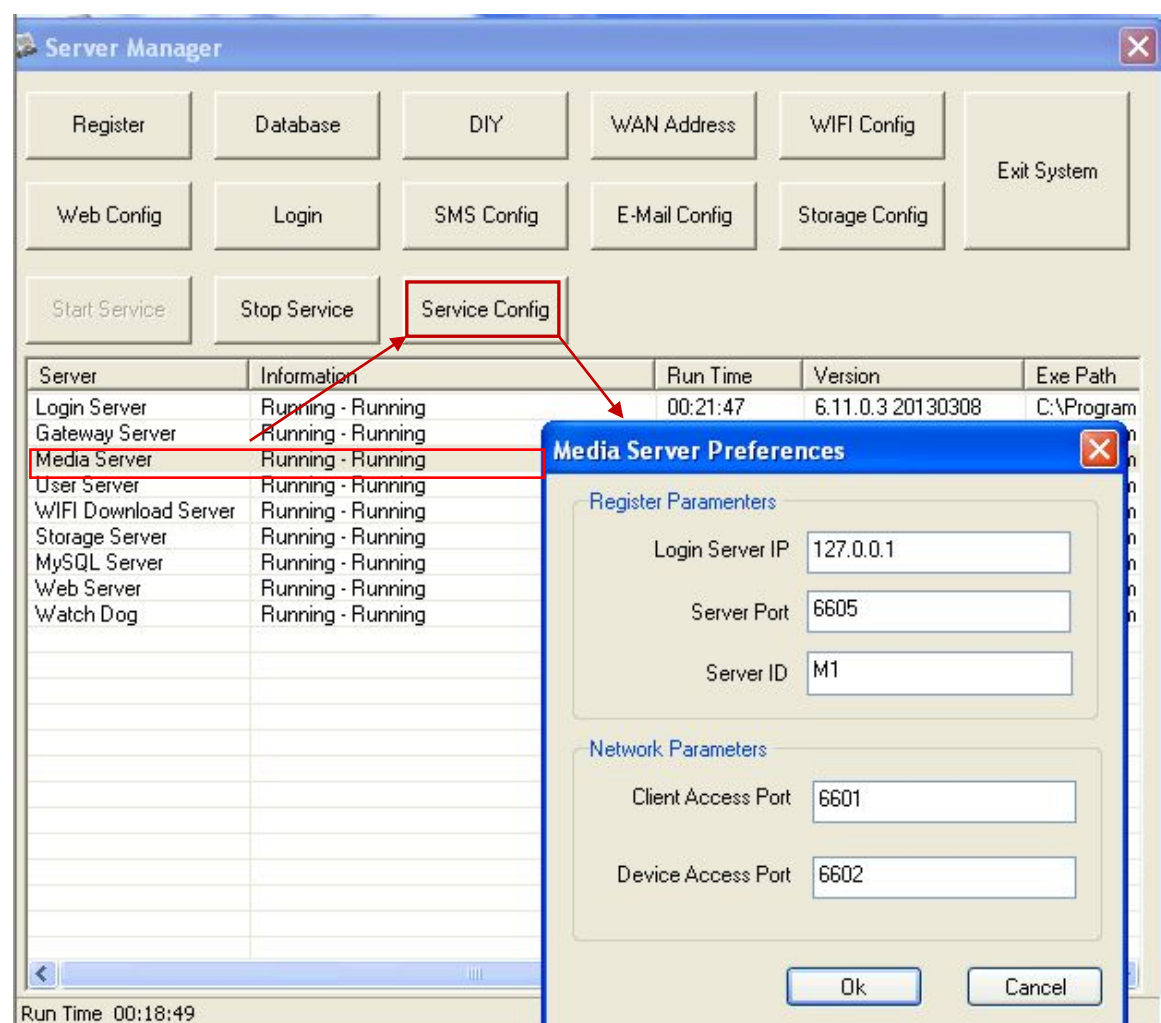 Server Manager
Register Database DIY WAN Address WIFI Config
Exit System
Web Config Login SMS Config E-Mail Config Storage Config
Start Service Stop Service Service Config
Server Information Run Time Version Exe Path
Login Server Running - Running 00:21:47 6.11.0.3 20130308 C:\Program
Gateway Server Running - Running
Media Server Running - Running
User Server Running - Running
WIFI Download Server Running - Running
Storage Server Running - Running
MySQL Server Running - Running
Web Server Running - Running
Watch Dog Running - Running
Media Server Preferences
Register Paramenters
Login Server IP 127.0.0.1
Server Port 6605
Server ID M1
Network Parameters
Client Access Port 6601
Device Access Port 6602
Ok Cancel
Run Time 00:18:49